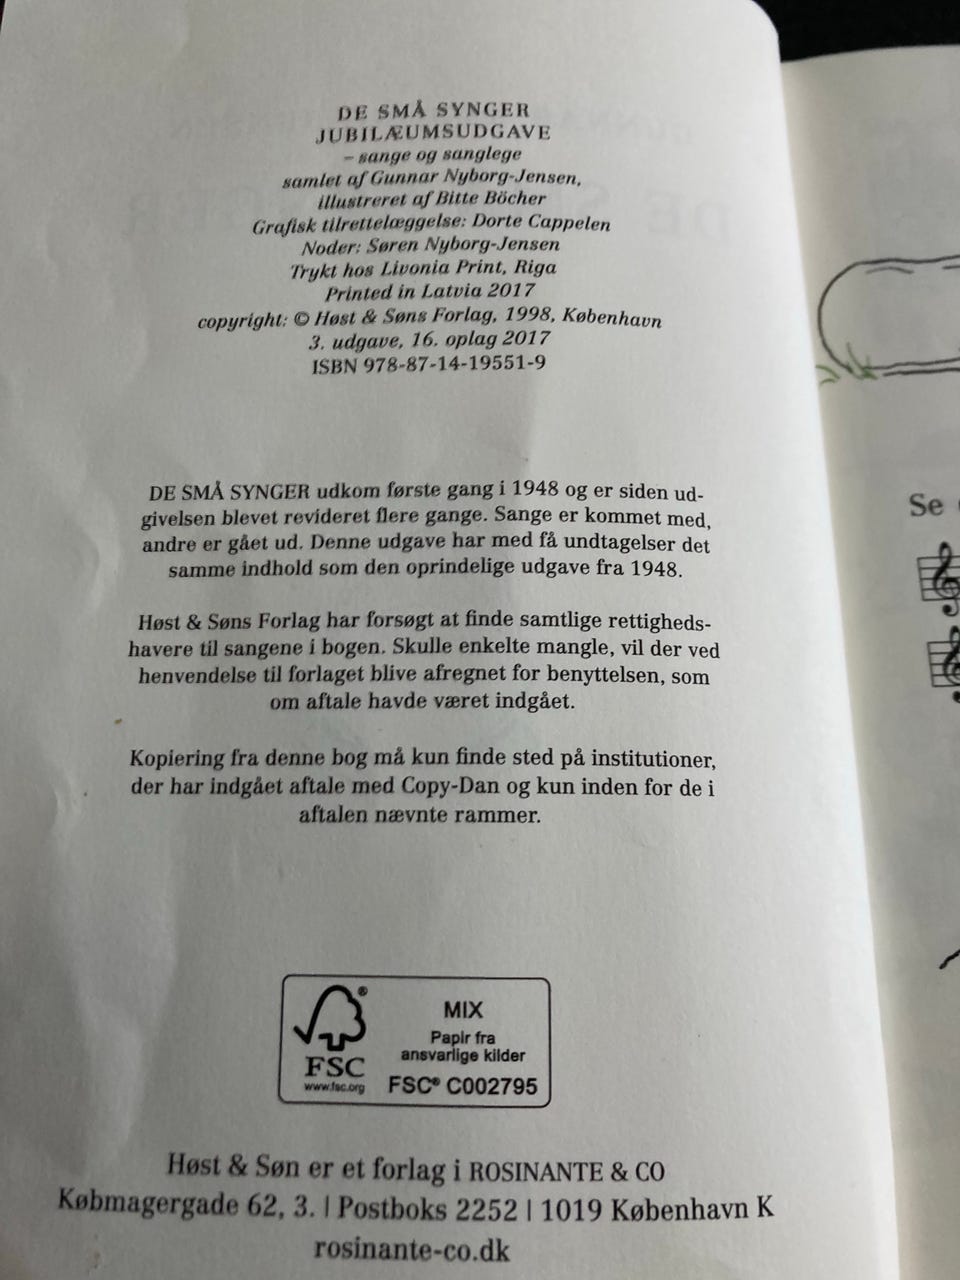 DE SMÅ SYNGER
JUBILÆUMSUDGAVE
– sange og sanglege
samlet af Gunnar Nyborg-Jensen,
illustreret af Bitte Böcher
Grafisk tilrettelæggelse: Dorte Cappelen
Noder: Søren Nyborg-Jensen
Trykt hos Livonia Print, Riga
Printed in Latvia 2017
copyright: © Høst & Søns Forlag, 1998, København
3. udgave, 16. oplag 2017
ISBN 978-87-14-19551-9
DE SMÅ SYNGER udkom første gang i 1948 og er siden ud-
givelsen blevet revideret flere gange. Sange er kommet med,
andre er gået ud. Denne udgave har med få undtagelser det
samme indhold som den oprindelige udgave fra 1948.
Høst & Søns Forlag har forsøgt at finde samtlige rettigheds-
havere til sangene i bogen. Skulle enkelte mangle, vil der ved
henvendelse til forlaget blive afregnet for benyttelsen, som
om aftale havde været indgået.
Kopiering fra denne bog må kun finde sted på institutioner,
der har indgået aftale med Copy-Dan og kun inden for de i
aftalen nævnte rammer.
FSC
www.fsc.org
MIX
Papir fra
ansvarlige kilder
FSC® C002795
Høst & Søn er et forlag i ROSINANTE & CO
Købmagergade 62, 3. | Postboks 2252 | 1019 København K
rosinante-co.dk
Se